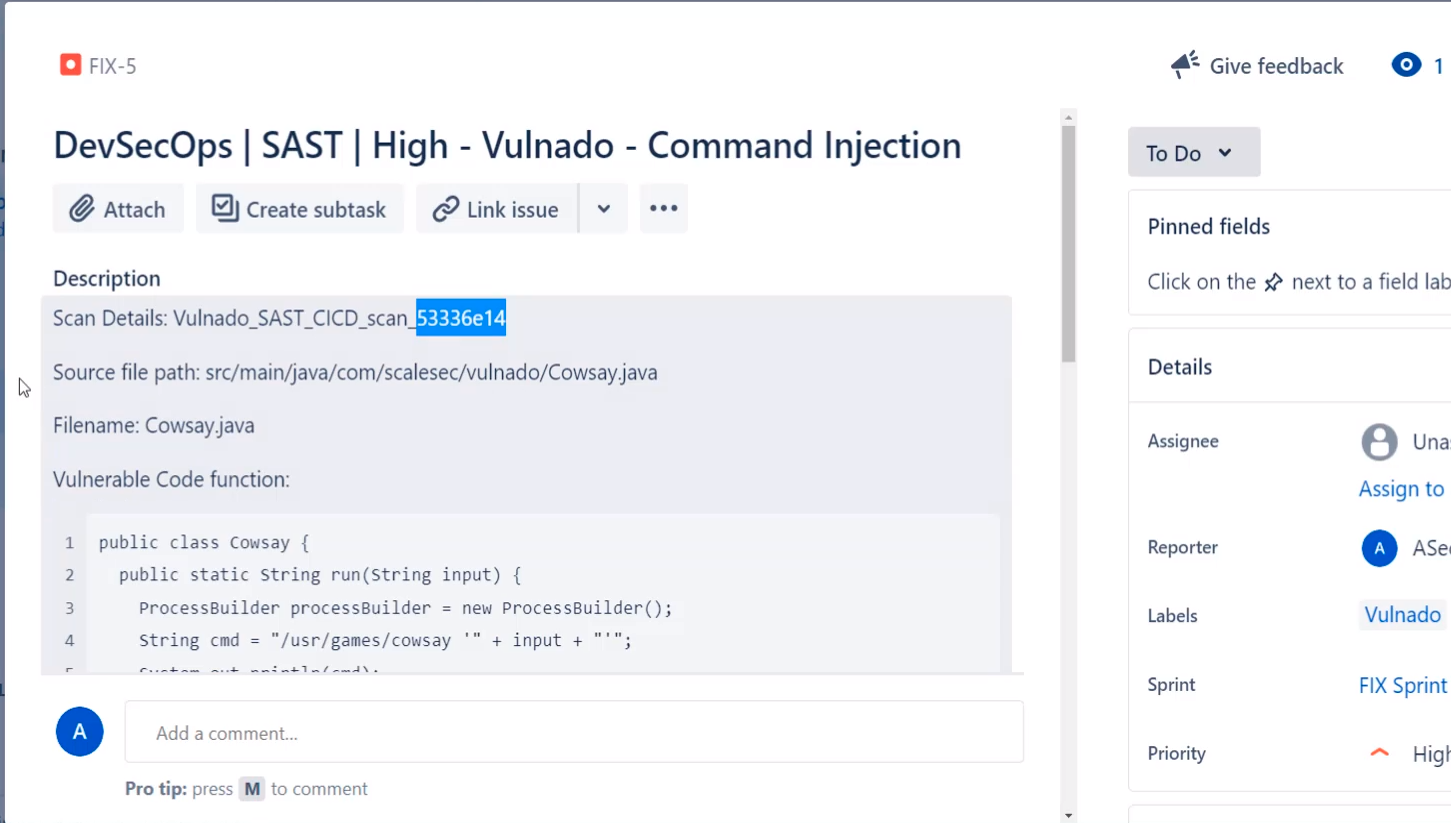 FIX-5
Give feedback
1
DevSecOps | SAST | High - Vulnado - Command Injection
To Do
Attach
Create subtask
Link issue
Pinned fields
Click on the next to a field lab
Description
Scan Details: Vulnado_SAST_CICD_scan_53336e14
Source file path: src/main/java/com/scalesec/vulnado/Cowsay.java
Filename: Cowsay.java
Vulnerable Code function:
1 public class Cowsay {
2 public static String run(String input) {
3 ProcessBuilder processBuilder = new ProcessBuilder();
4 String cmd = "/usr/games/cowsay '" + input + "'";
Details
Assignee
Una
Assign to
Reporter
A
ASe
Labels
Vulnado
Sprint
FIX Sprint
Priority
High
A
Add a comment...
Pro tip: press M to comment